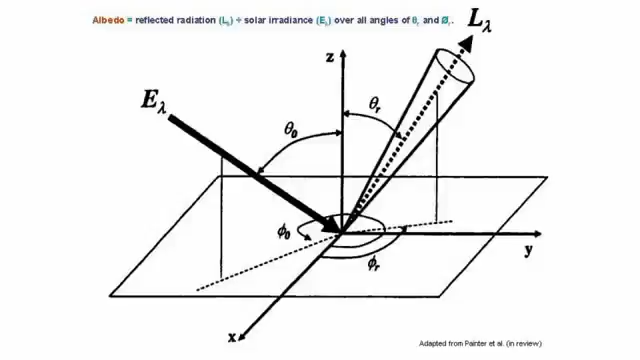 Albedo = reflected radiation (Lλ) ÷ solar irradiance (Eλ) over all angles of θr and Ør.
Lλ
z
Eλ
θ0
θr
ϕ0
ϕr
y
x
Adapted from Painter et al. (in review)